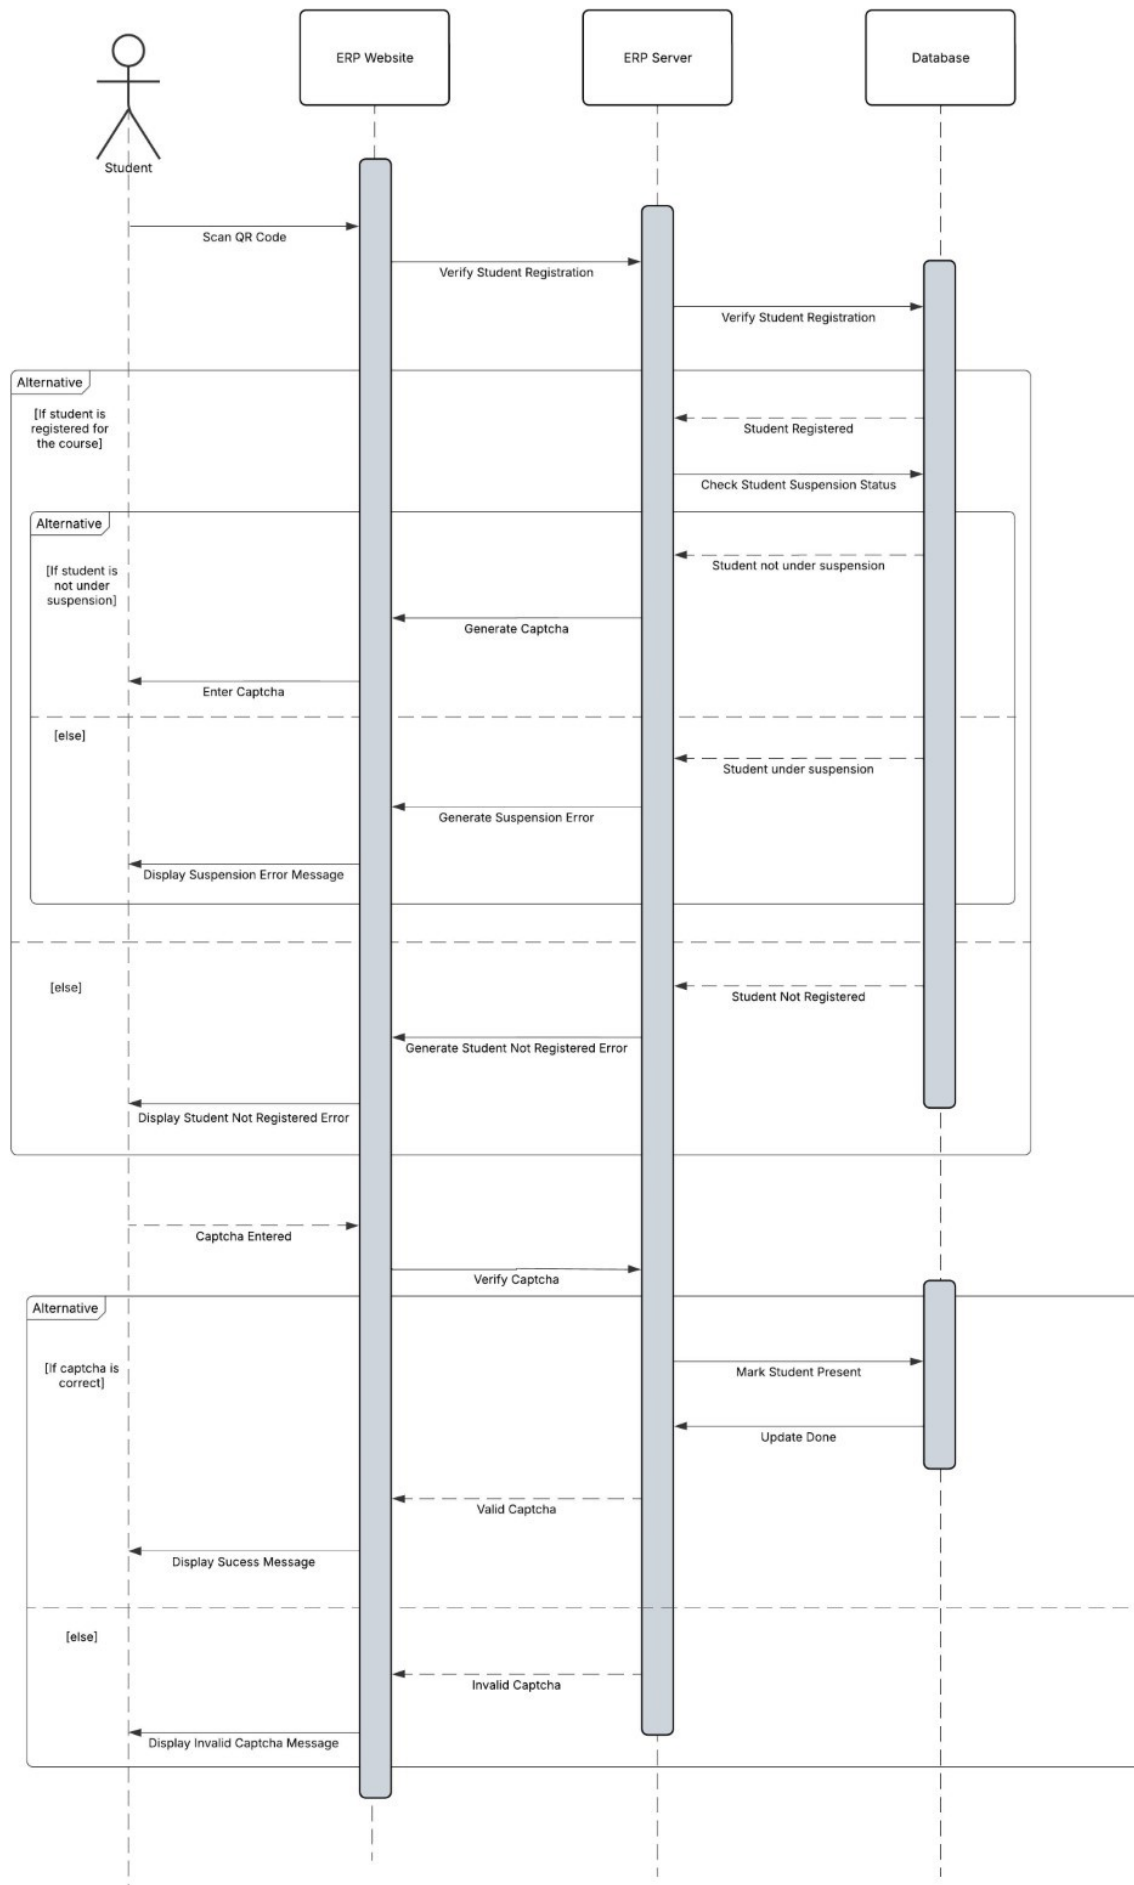 ERP Website
ERP Server
Database
Student
Scan QR Code
Verify Student Registration
Verify Student Registration
Alternative
[If student is
registered for
the course]
Student Registered
Check Student Suspension Status
Alternative
[If student is
not under
suspension]
Student not under suspension
Generate Captcha
Enter Captcha
[else]
Student under suspension
Generate Suspension Error
Display Suspension Error Message
[else]
Student Not Registered
Generate Student Not Registered Error
Display Student Not Registered Error
Captcha Entered
Verify Captcha
Alternative
[If captcha is
correct]
Mark Student Present
Update Done
Valid Captcha
Display Sucess Message
[else]
Invalid Captcha
Display Invalid Captcha Message